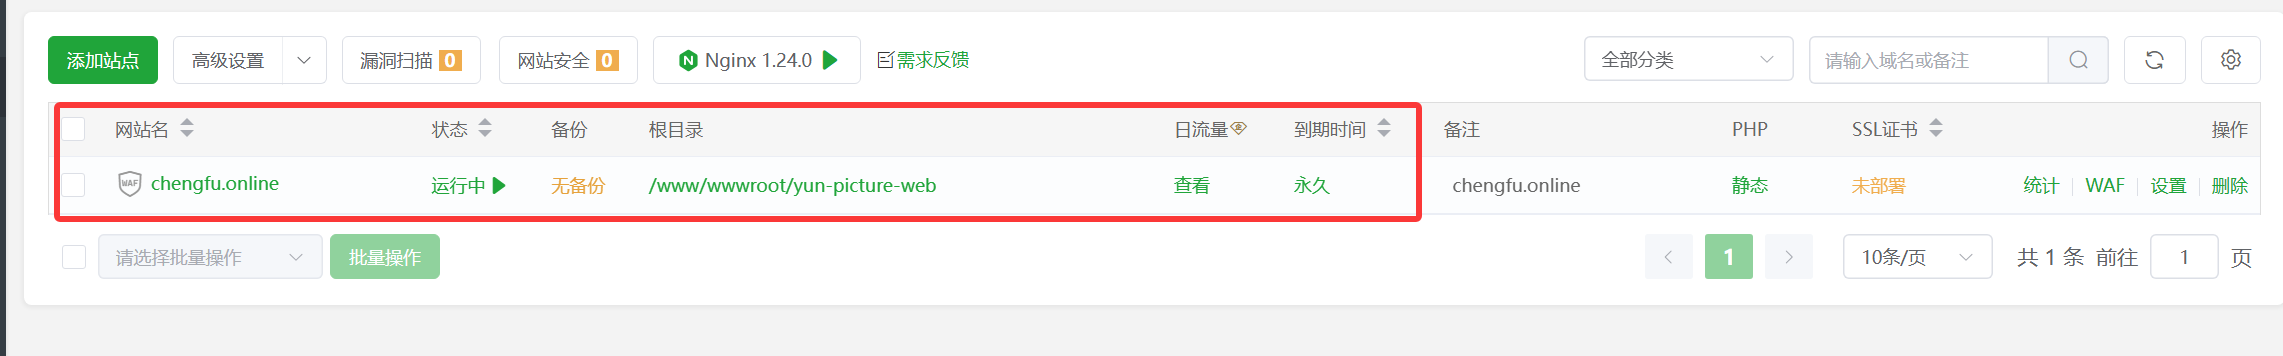 添加站点 高级设置 漏洞扫描 0 网站安全 0 Nginx 1.24.0 需求反馈 全部分类 请输入域名或备注
网站名 状态 备份 根目录 日流量 到期时间 备注 PHP SSL证书 操作
WAF chengfu.online 运行中 无备份 /www/wwwroot/yun-picture-web 查看 永久 chengfu.online 静态 未部署 统计 WAF 设置 删除
请选择批量操作 批量操作 1 10条/页 共 1 条 前往 1 页